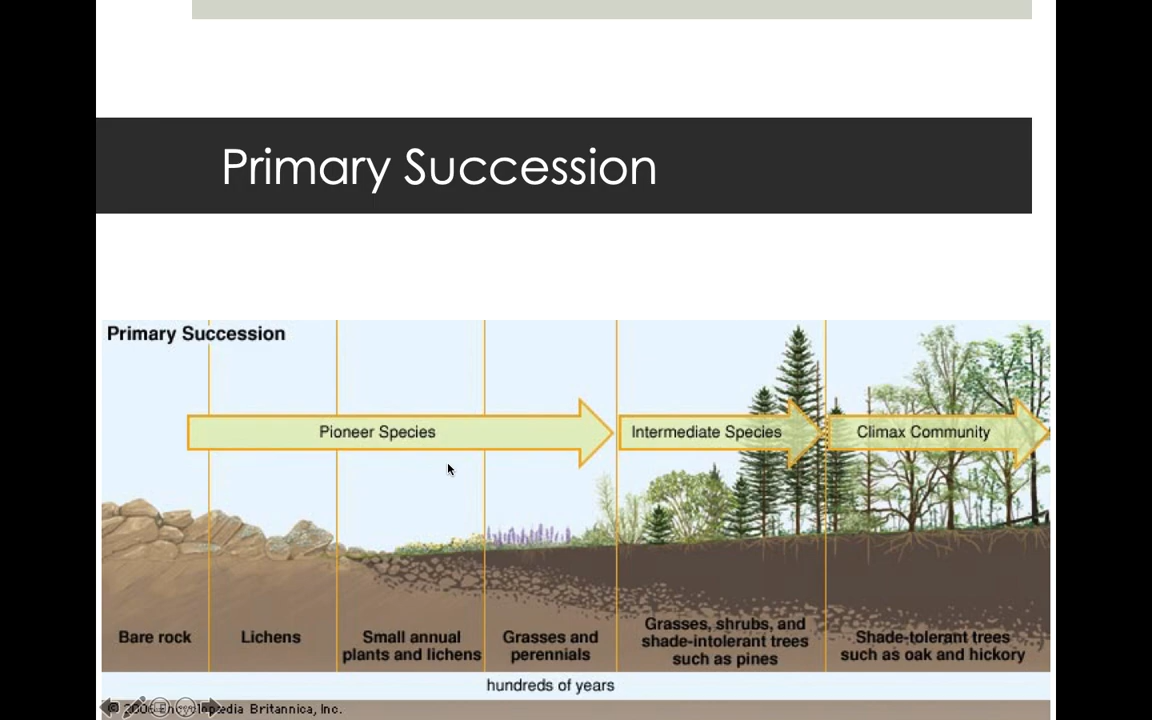 Primary Succession
Primary Succession
Pioneer Species
Intermediate Species
Climax Community
Bare rock
Lichens
Small annual
plants and lichens
Grasses and
perennials
Grasses, shrubs, and
shade-intolerant trees
such as pines
Shade-tolerant trees
such as oak and hickory
hundreds of years
© 2006 Encyclopædia Britannica, Inc.